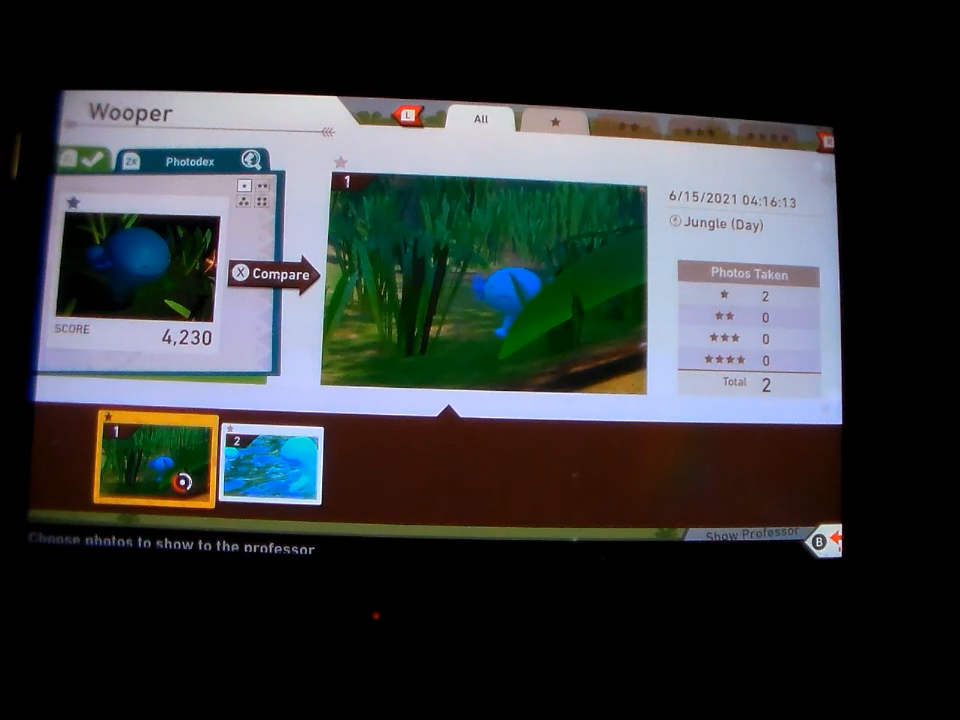 Wooper
L
All
R
ZR Photodex
1
6/15/2021 04:16:13
Jungle (Day)
X Compare
SCORE
4,230
Photos Taken
★ 2
★★ 0
★★★ 0
★★★★ 0
Total 2
1
2
Show Professor
B
Choose photos to show to the professor